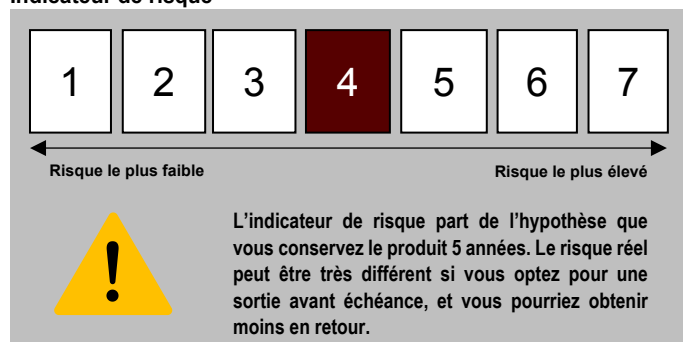 Indicateur de risque
1 2 3 4 5 6 7
Risque le plus faible Risque le plus élevé
L'indicateur de risque part de l'hypothèse que
vous conservez le produit 5 années. Le risque réel
peut être très différent si vous optez pour une
sortie avant échéance, et vous pourriez obtenir
moins en retour.